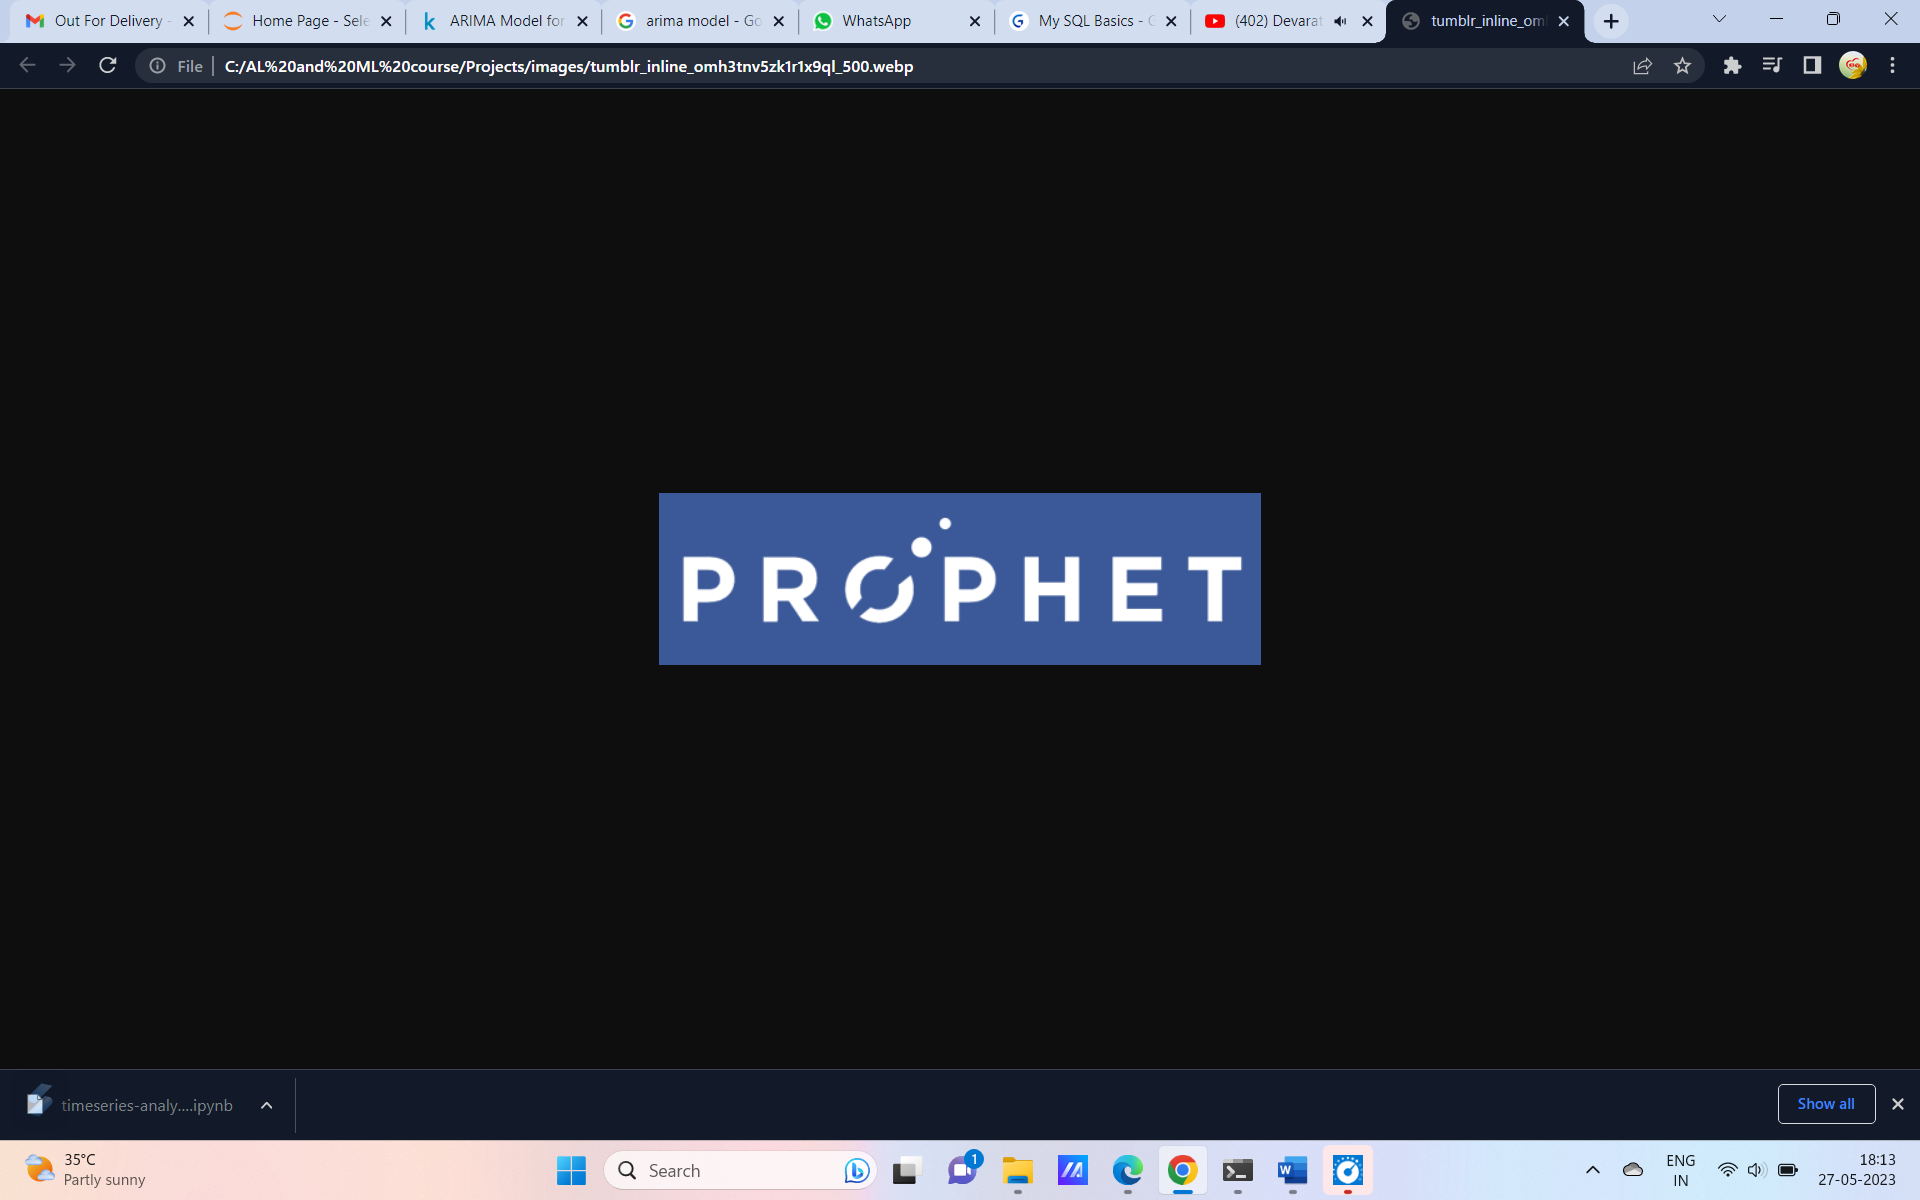 Out For Delivery -
Home Page - Sele
ARIMA Model for
arima model - Go
WhatsApp
My SQL Basics - G
(402) Devarat
tumblr_inline_om
File
C:/AL%20and%20ML%20course/Projects/images/tumblr_inline_omh3tnv5zk1r1x9ql_500.webp
PROPHET
timeseries-analy....ipynb
Show all
35°C
Partly sunny
Search
1
ENG
IN
18:13
27-05-2023